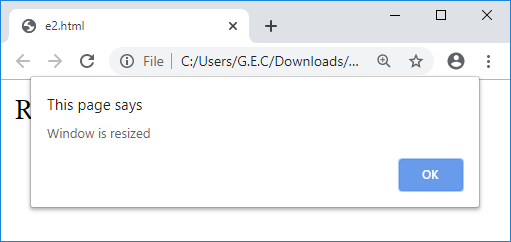 e2.html
File C:/Users/G.E.C/Downloads/...
R
This page says
Window is resized
OK